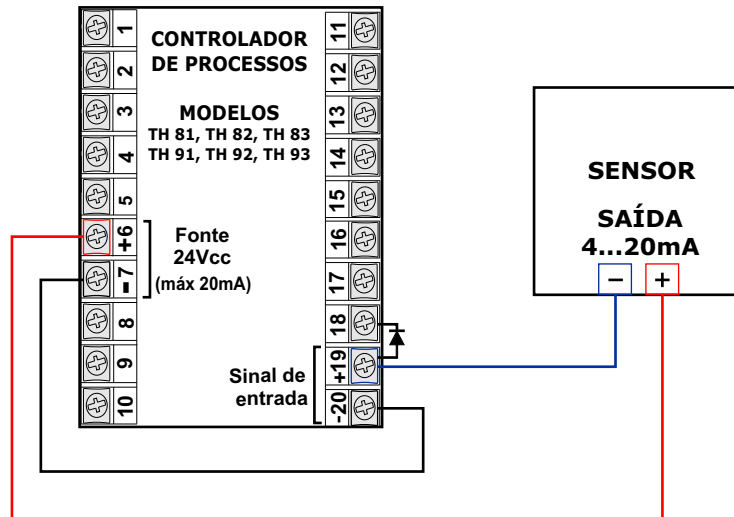 CONTROLADOR
DE PROCESSOS
MODELOS
TH 81, TH 82, TH 83
TH 91, TH 92, TH 93
1
2
3
4
5
+6
-7
8
9
10
Fonte
24Vcc
(máx 20mA)
Sinal de
entrada
11
12
13
14
15
16
17
18
+19
-20
SENSOR
SAÍDA
4...20mA
− +